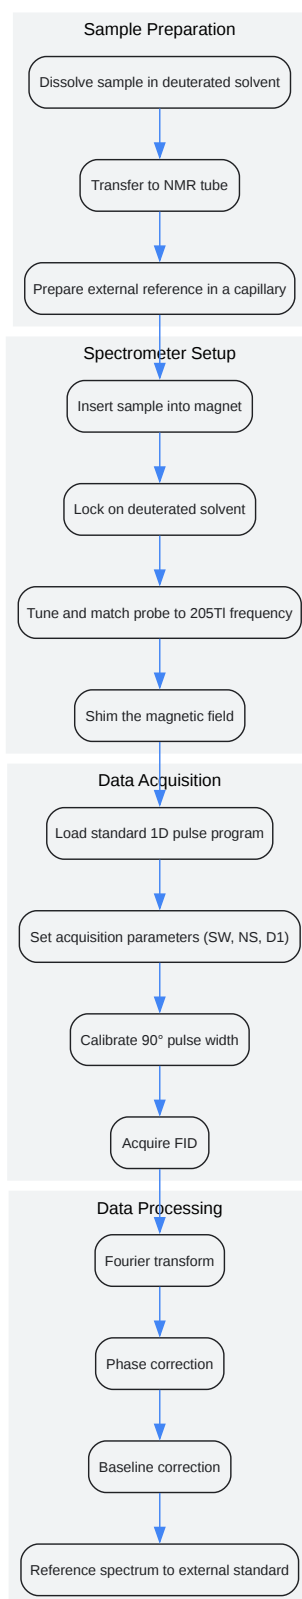 Sample Preparation
Dissolve sample in deuterated solvent
Transfer to NMR tube
Prepare external reference in a capillary
Spectrometer Setup
Insert sample into magnet
Lock on deuterated solvent
Tune and match probe to 205Tl frequency
Shim the magnetic field
Data Acquisition
Load standard 1D pulse program
Set acquisition parameters (SW, NS, D1)
Calibrate 90° pulse width
Acquire FID
Data Processing
Fourier transform
Phase correction
Baseline correction
Reference spectrum to external standard